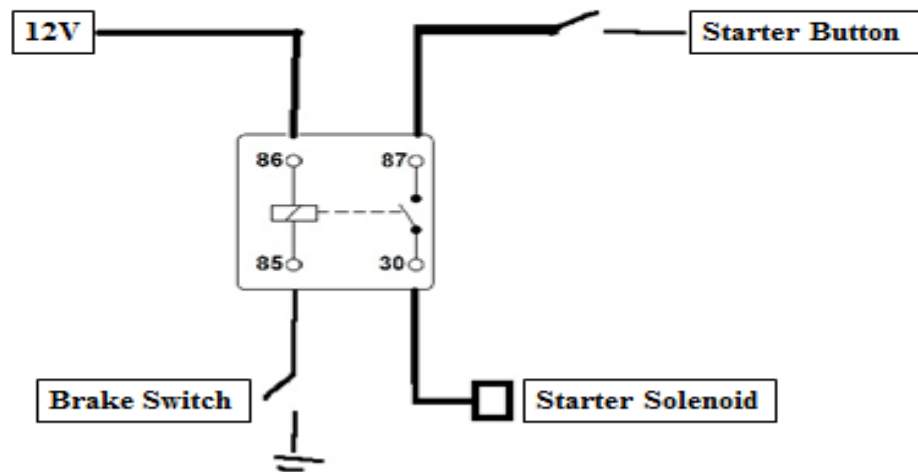 12V
Starter Button
86
87
85
30
Brake Switch
Starter Solenoid